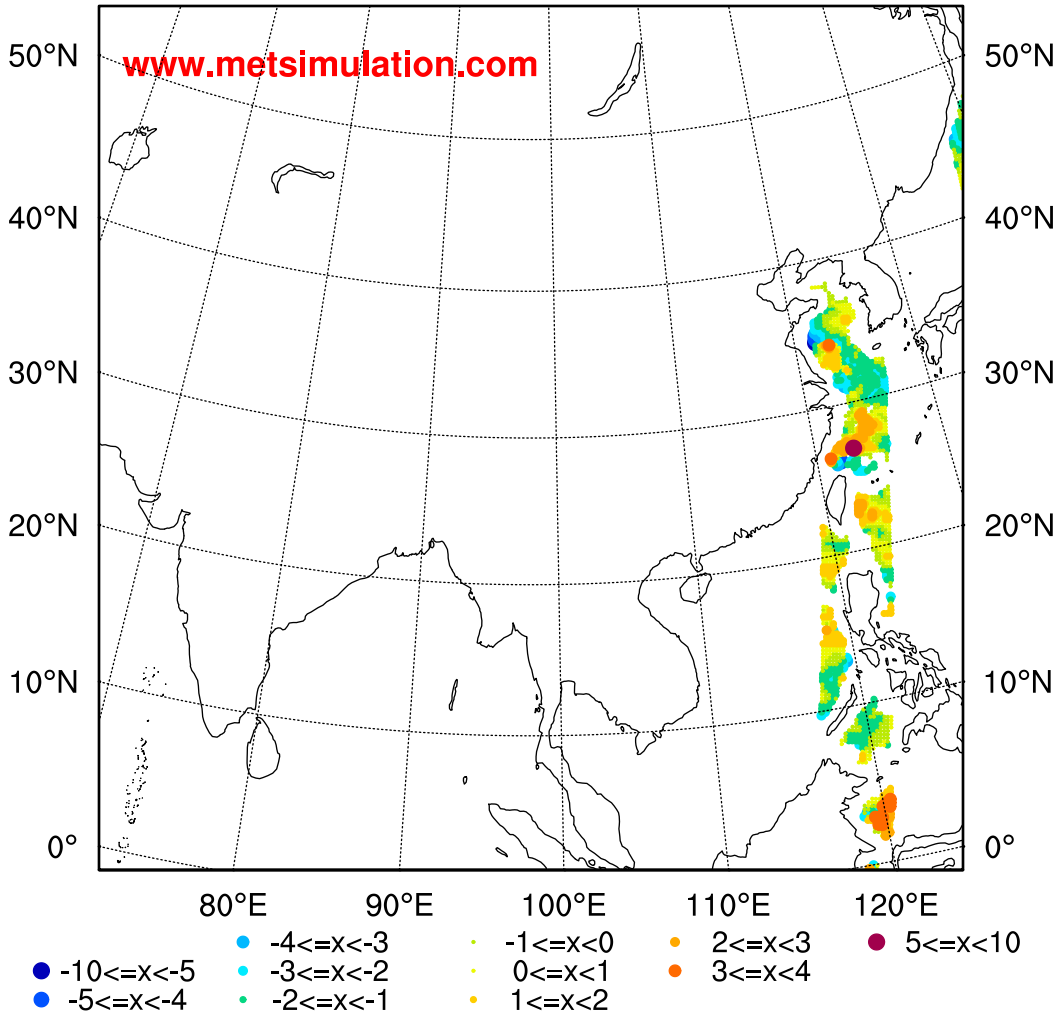 50°N
www.metsimulation.com
50°N
40°N
40°N
30°N
30°N
20°N
20°N
10°N
10°N
0°
0°
80°E 90°E 100°E 110°E 120°E
-4<=x<-3 -1<=x<0 2<=x<3 5<=x<10
-10<=x<-5 -3<=x<-2 0<=x<1 3<=x<4
-5<=x<-4 -2<=x<-1 1<=x<2